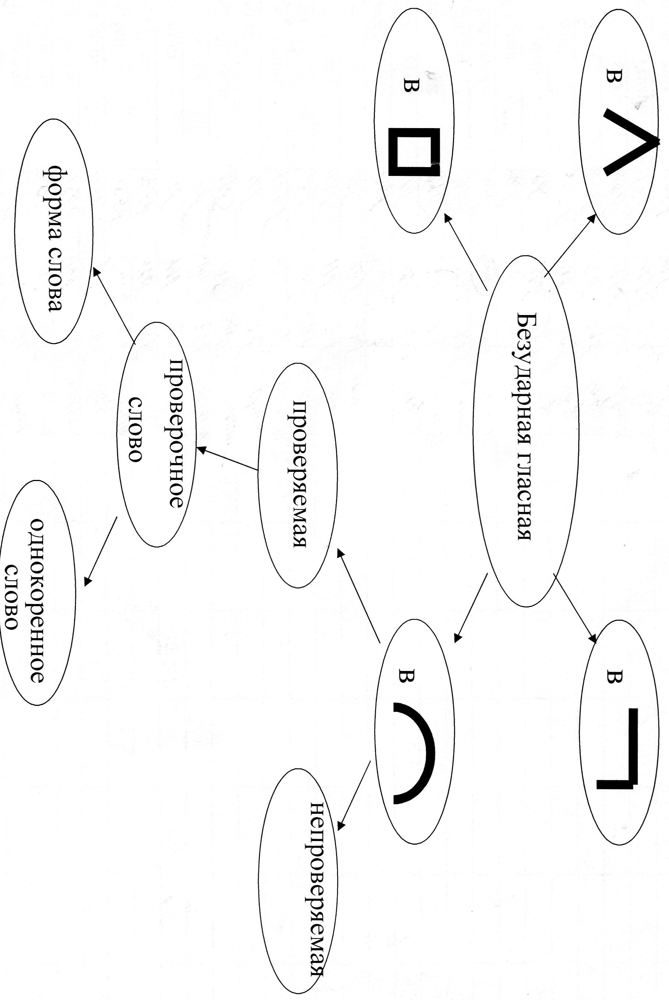 в
в
Безударная гласная
в
в
проверяемая
непроверяемая
проверочное
слово
форма слова
однокоренное
слово